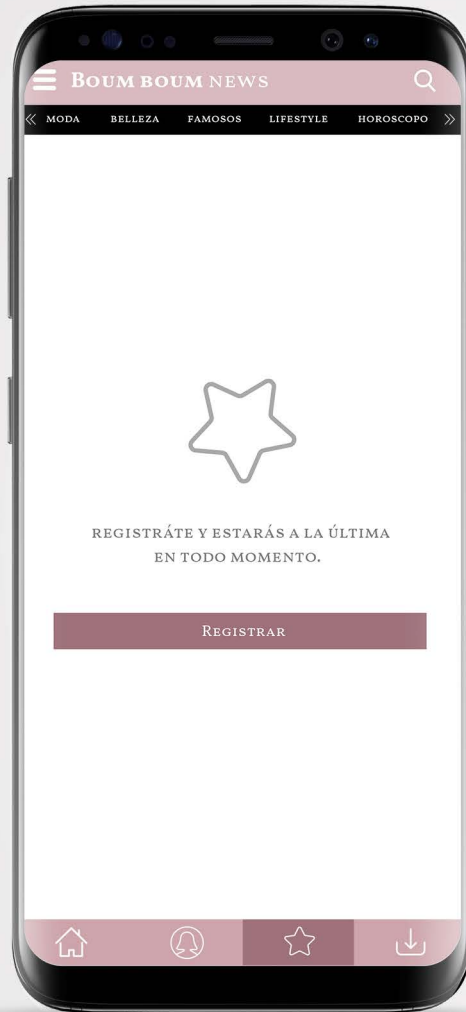 BOUM BOUM NEWS
MODA BELLEZA FAMOSOS LIFESTYLE HOROSCOPO
REGISTRÁTE Y ESTARÁS A LA ÚLTIMA
EN TODO MOMENTO.
REGISTRAR